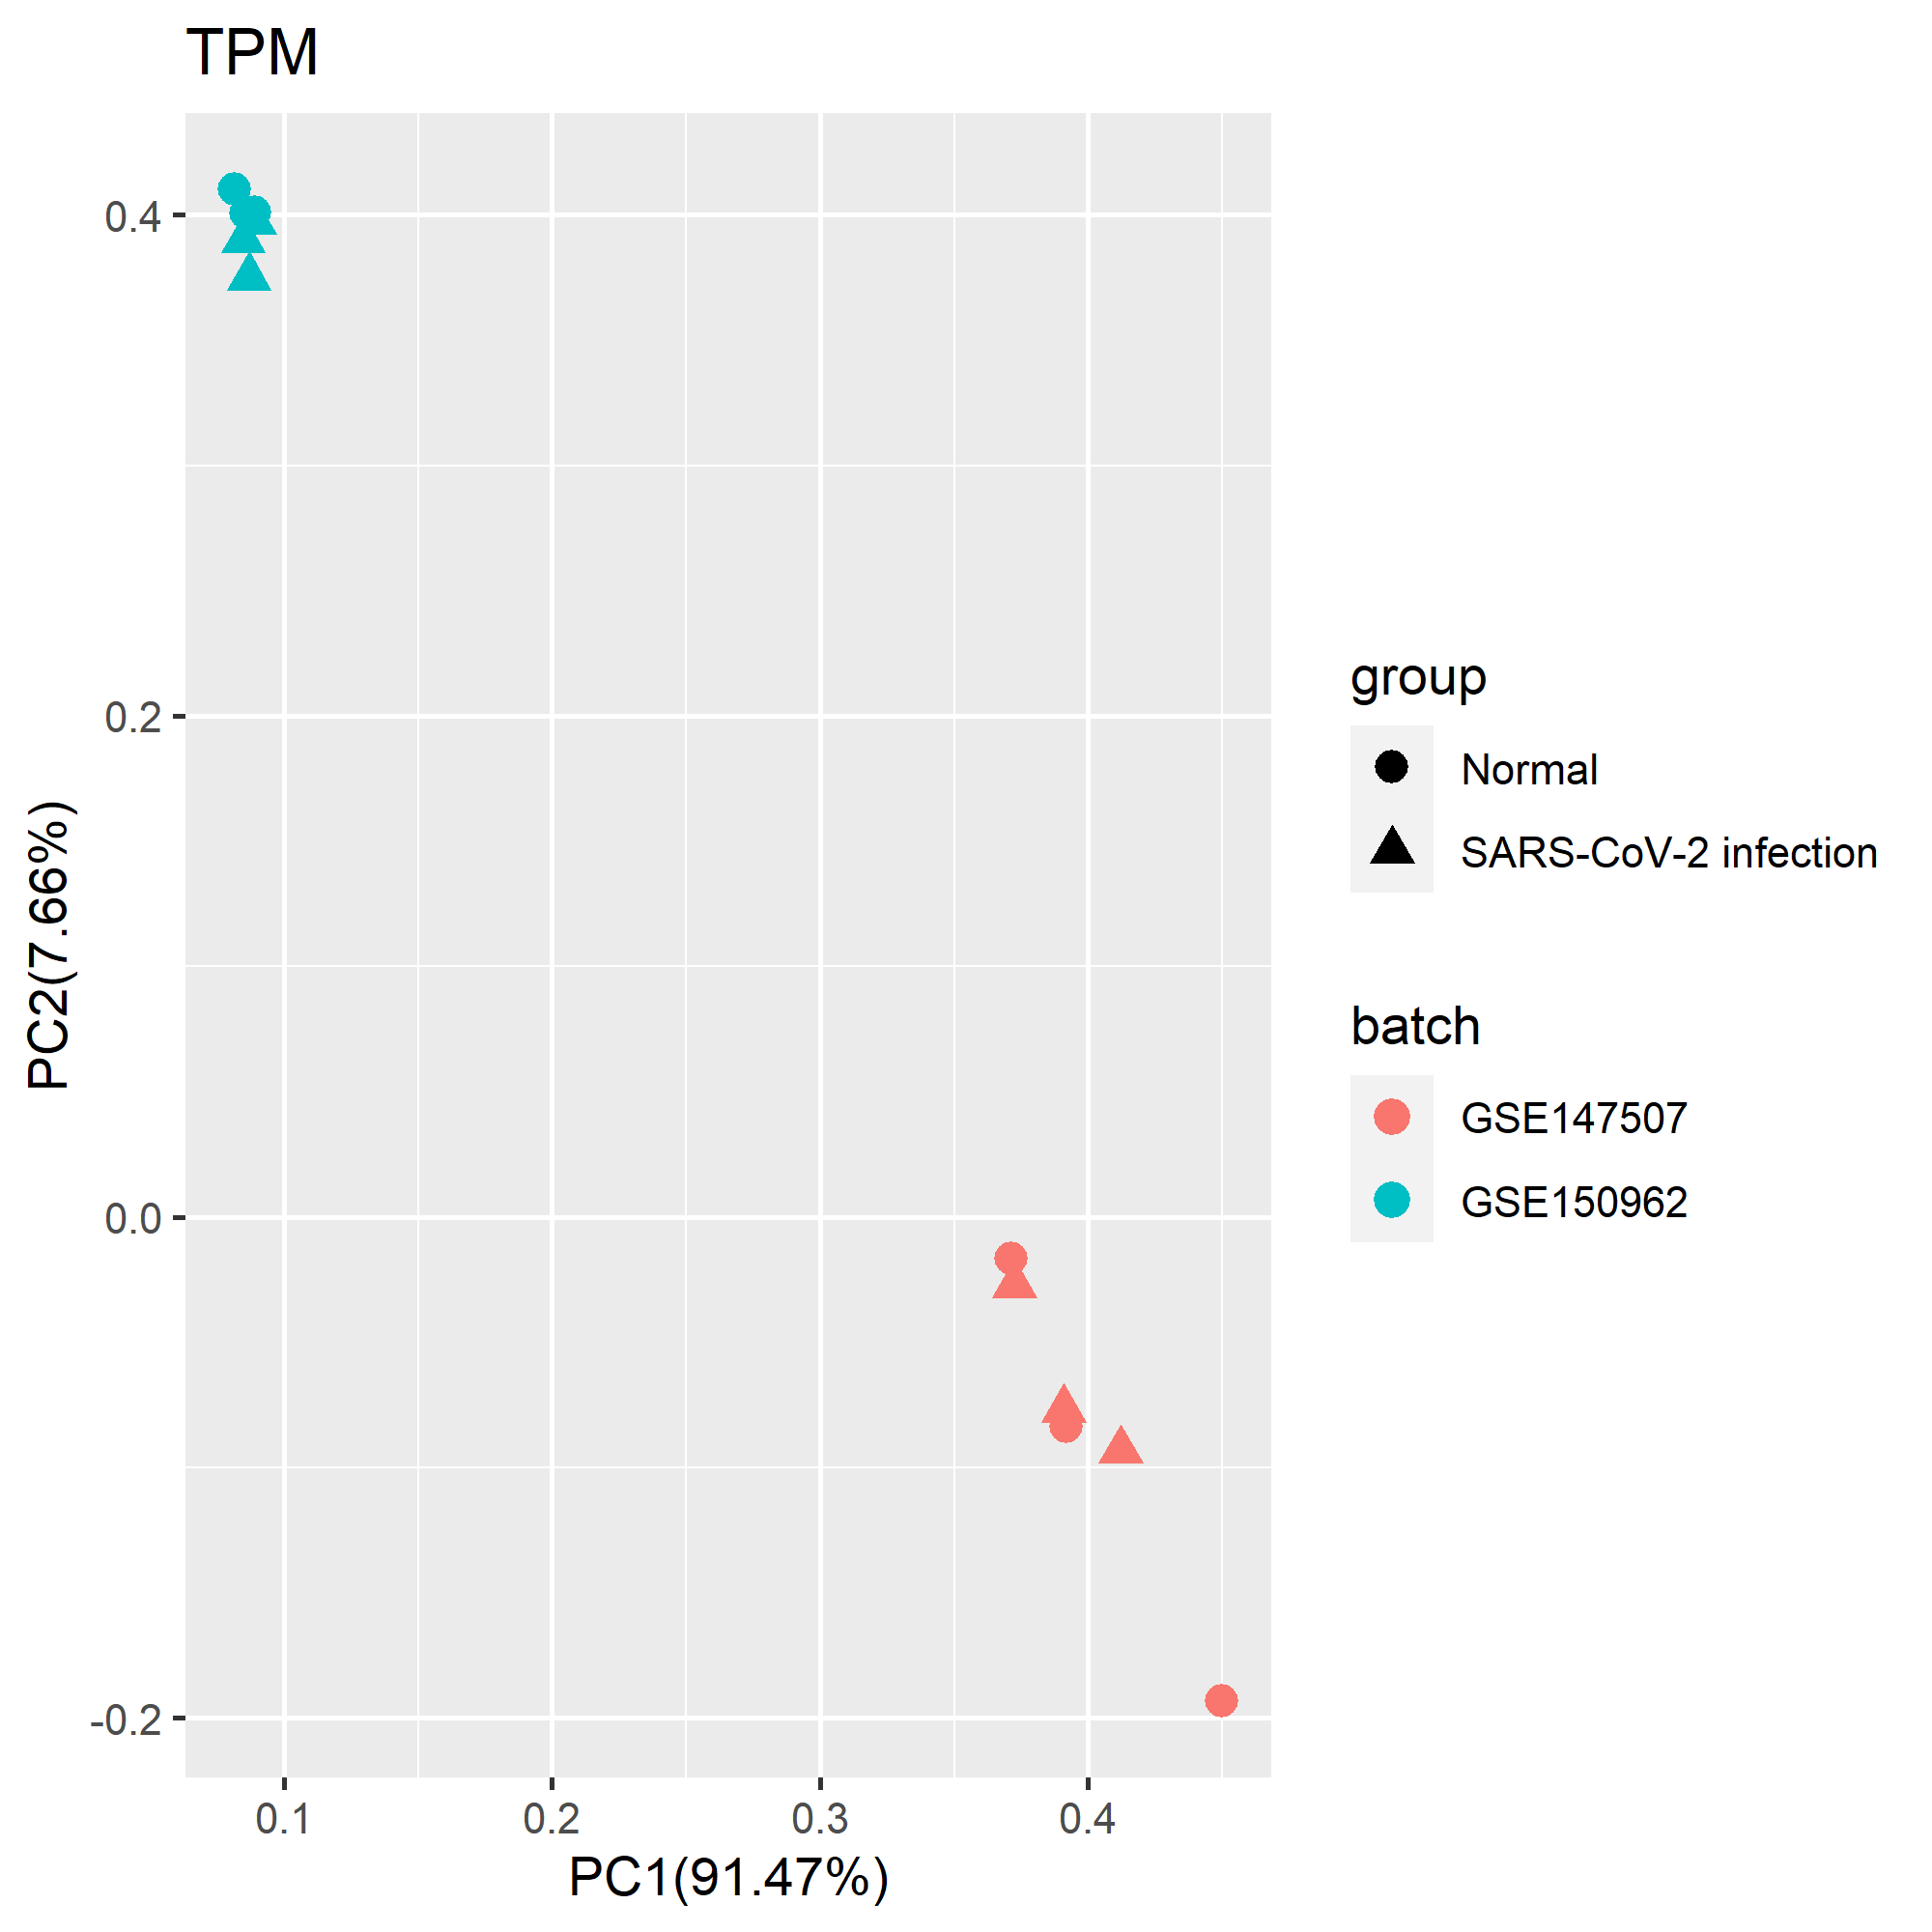 TPM
0.4
0.2
0.0
-0.2
PC2(7.66%)
0.1
0.2
0.3
0.4
PC1(91.47%)
group
Normal
SARS-CoV-2 infection
batch
GSE147507
GSE150962